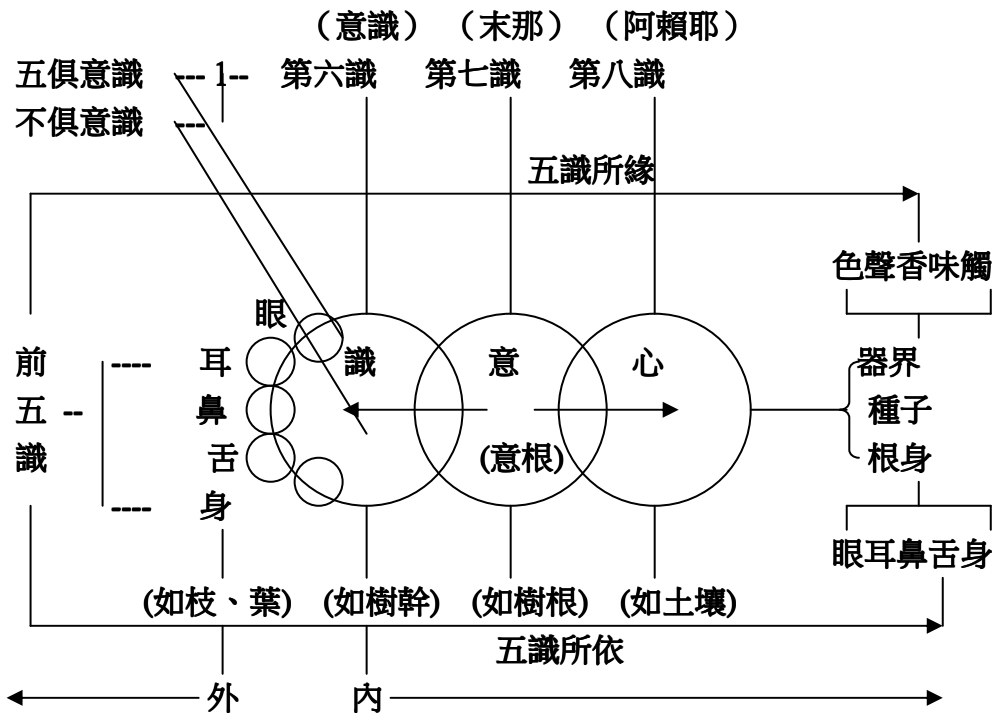 （意識） （末那） （阿賴耶）
五俱意識 --- 1-- 第六識 第七識 第八識
不俱意識 ---
五識所緣
色聲香味觸
眼
前 ---- 耳 識 意 心 器界
五 -- 鼻 種子
識 舌 (意根) 根身
---- 身
眼耳鼻舌身
(如枝、葉) (如樹幹) (如樹根) (如土壤)
五識所依
外 內